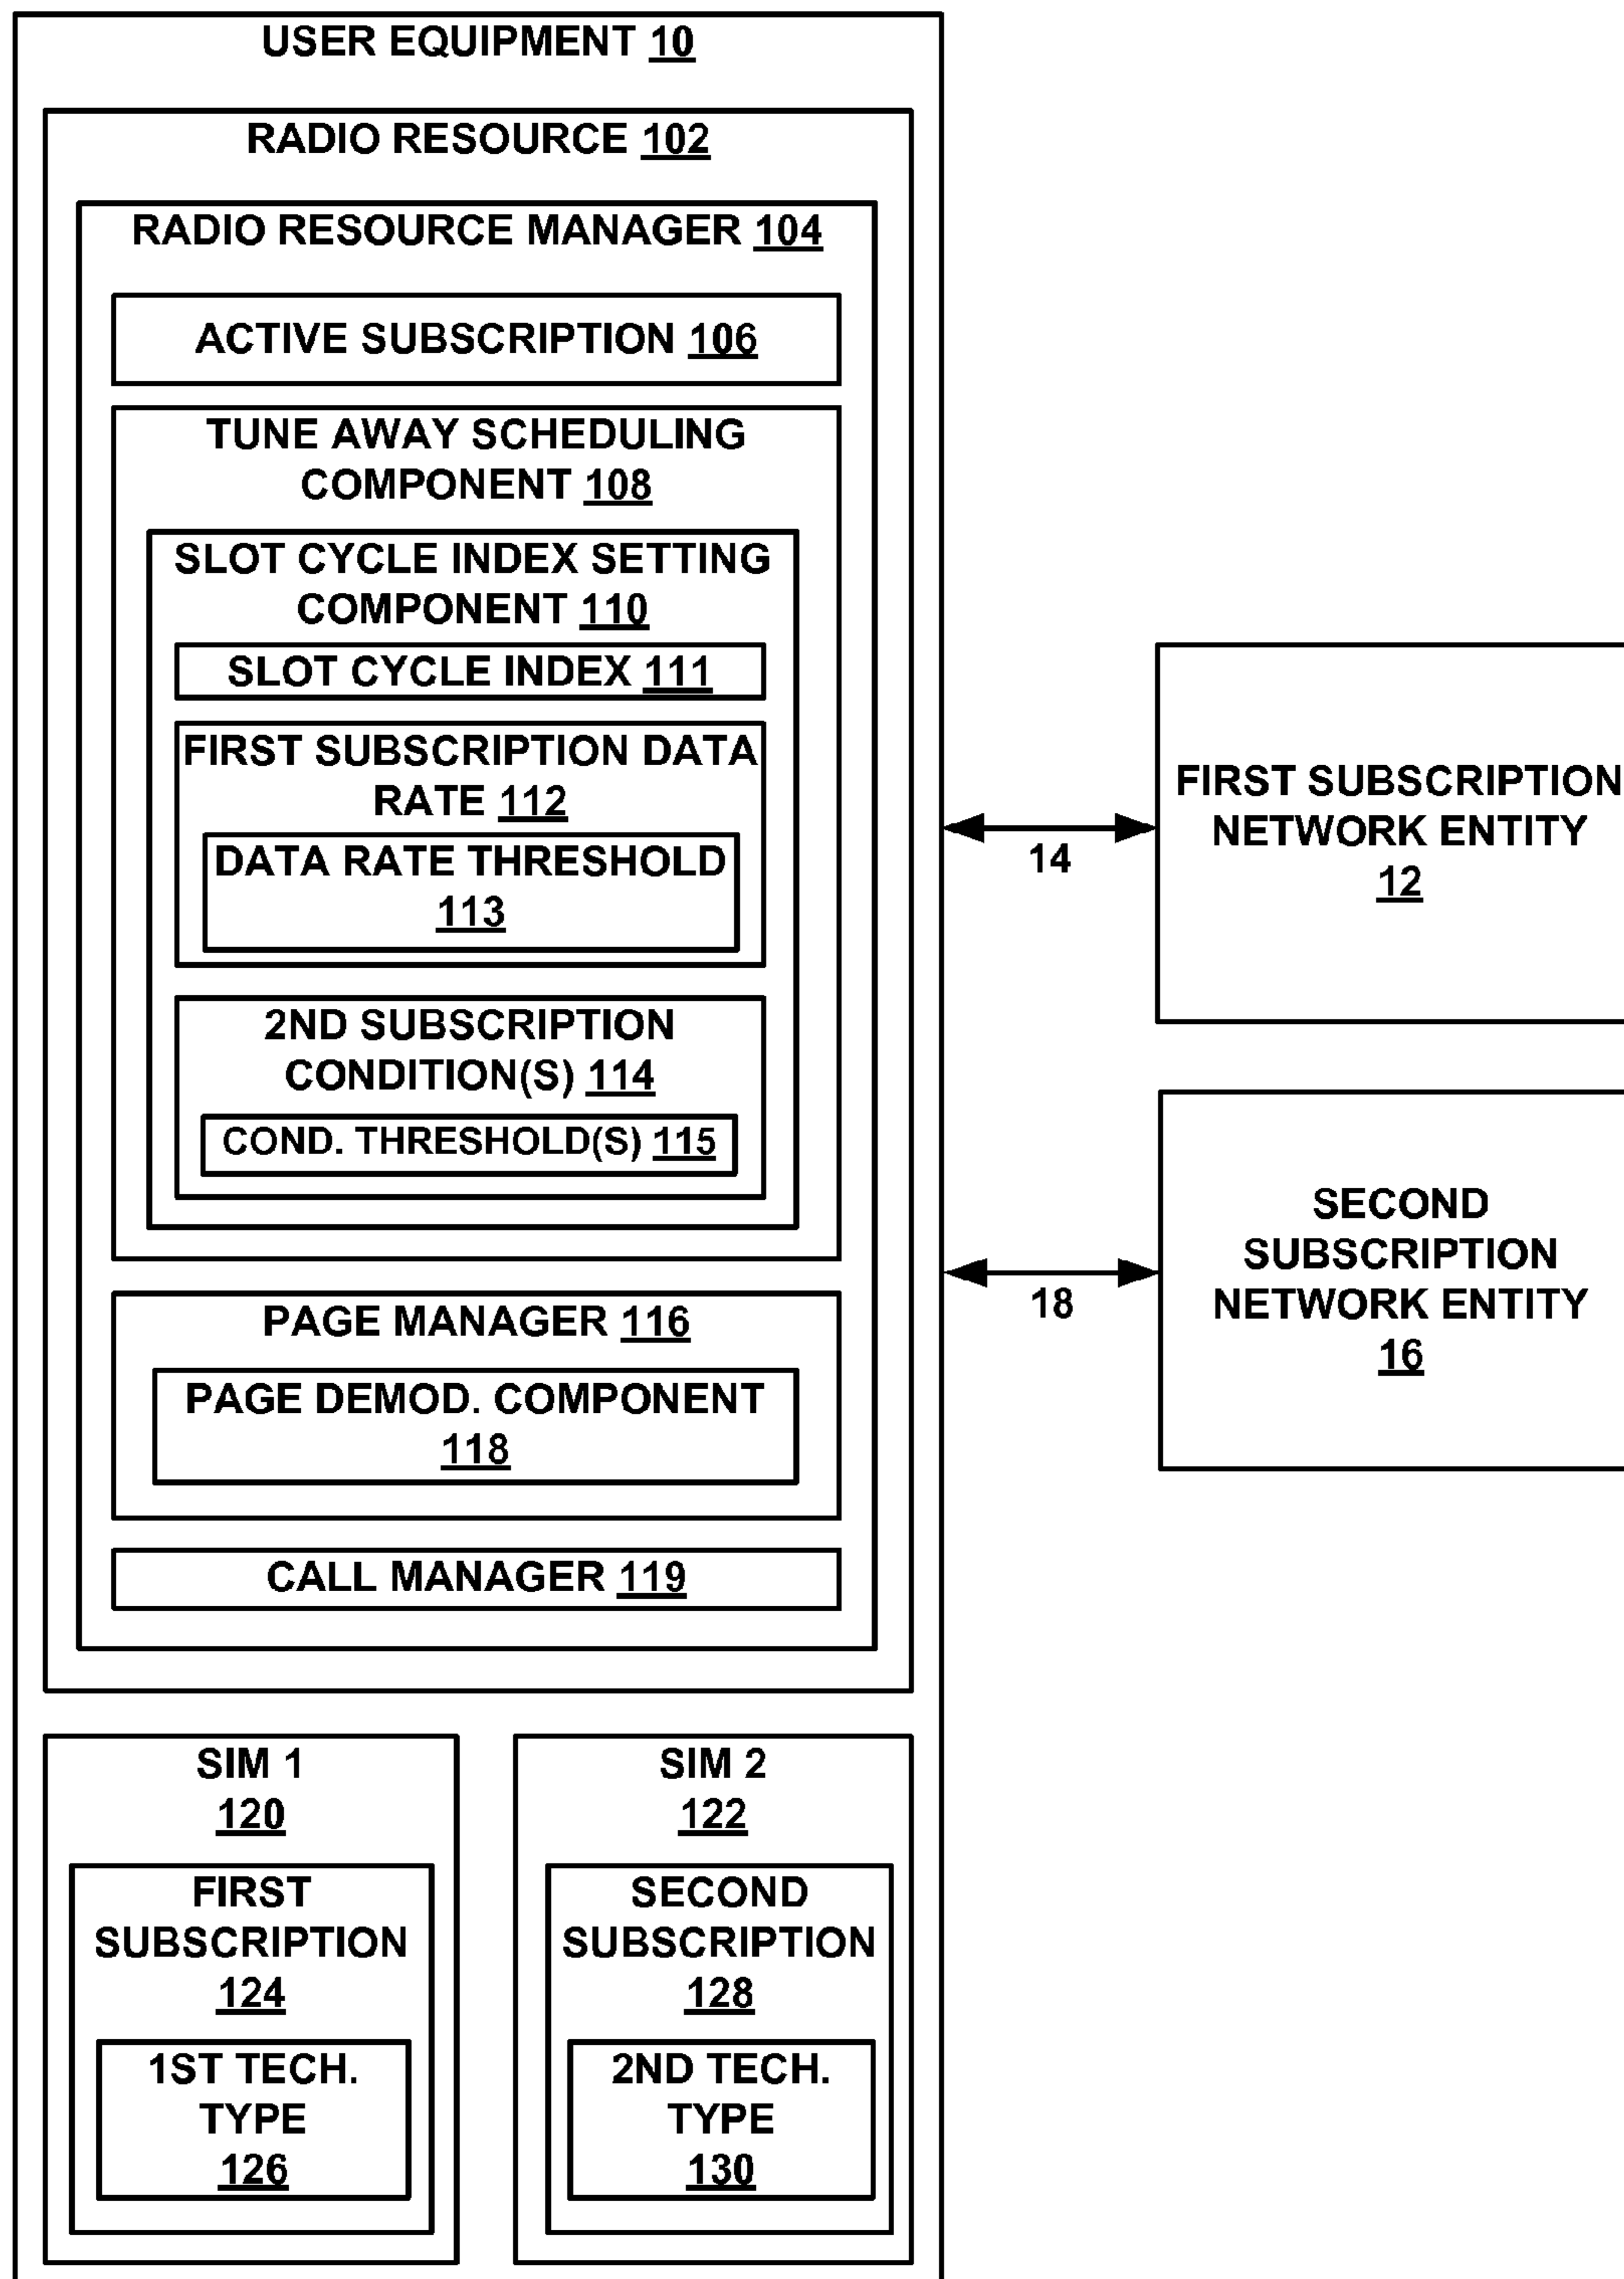 USER EQUIPMENT 10
RADIO RESOURCE 102
RADIO RESOURCE MANAGER 104
ACTIVE SUBSCRIPTION 106
TUNE AWAY SCHEDULING
COMPONENT 108
SLOT CYCLE INDEX SETTING
COMPONENT 110
SLOT CYCLE INDEX 111
FIRST SUBSCRIPTION DATA
RATE 112
DATA RATE THRESHOLD
113
2ND SUBSCRIPTION
CONDITION(S) 114
COND. THRESHOLD(S) 115
PAGE MANAGER 116
PAGE DEMOD. COMPONENT
118
CALL MANAGER 119
SIM 1
120
FIRST
SUBSCRIPTION
124
1ST TECH.
TYPE
126
SIM 2
122
SECOND
SUBSCRIPTION
128
2ND TECH.
TYPE
130
14
FIRST SUBSCRIPTION
NETWORK ENTITY
12
18
SECOND
SUBSCRIPTION
NETWORK ENTITY
16